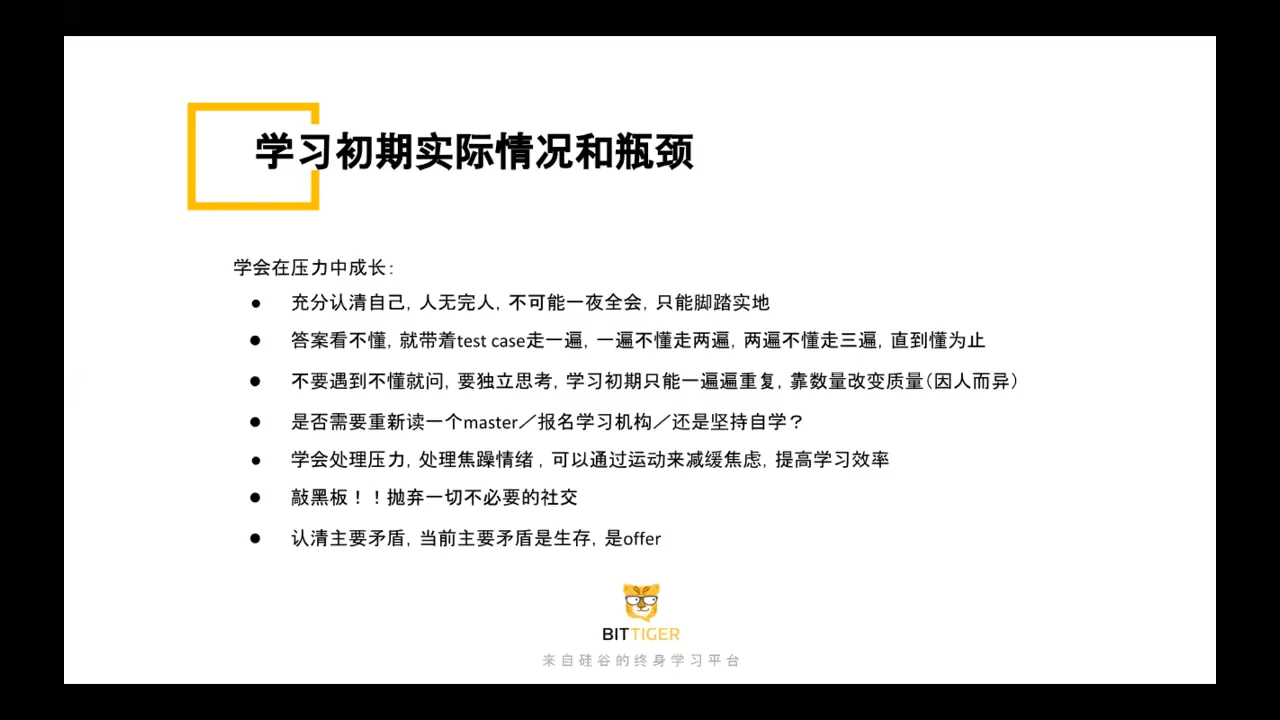 学习初期实际情况和瓶颈
学会在压力中成长：
● 充分认清自己, 人无完人, 不可能一夜全会, 只能脚踏实地
● 答案看不懂, 就带着test case走一遍, 一遍不懂走两遍, 两遍不懂走三遍, 直到懂为止
● 不要遇到不懂就问, 要独立思考, 学习初期只能一遍遍重复, 靠数量改变质量（因人而异）
● 是否需要重新读一个master／报名学习机构／还是坚持自学？
● 学会处理压力, 处理焦躁情绪 , 可以通过运动来减缓焦虑, 提高学习效率
● 敲黑板！！抛弃一切不必要的社交
● 认清主要矛盾, 当前主要矛盾是生存, 是offer
BITTIGER
来自硅谷的终身学习平台